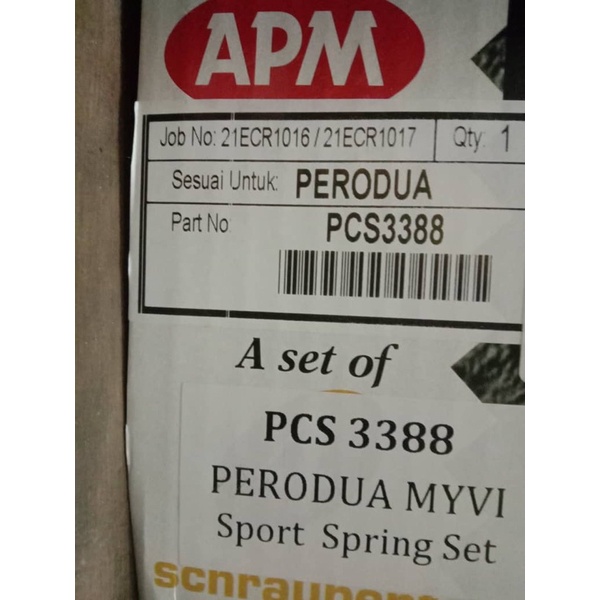 APM
Job No: 21ECR1016 / 21ECR1017 Qty: 1
Sesuai Untuk: PERODUA
Part No: PCS3388
A set of
PCS 3388
PERODUA MYVI
Sport Spring Set